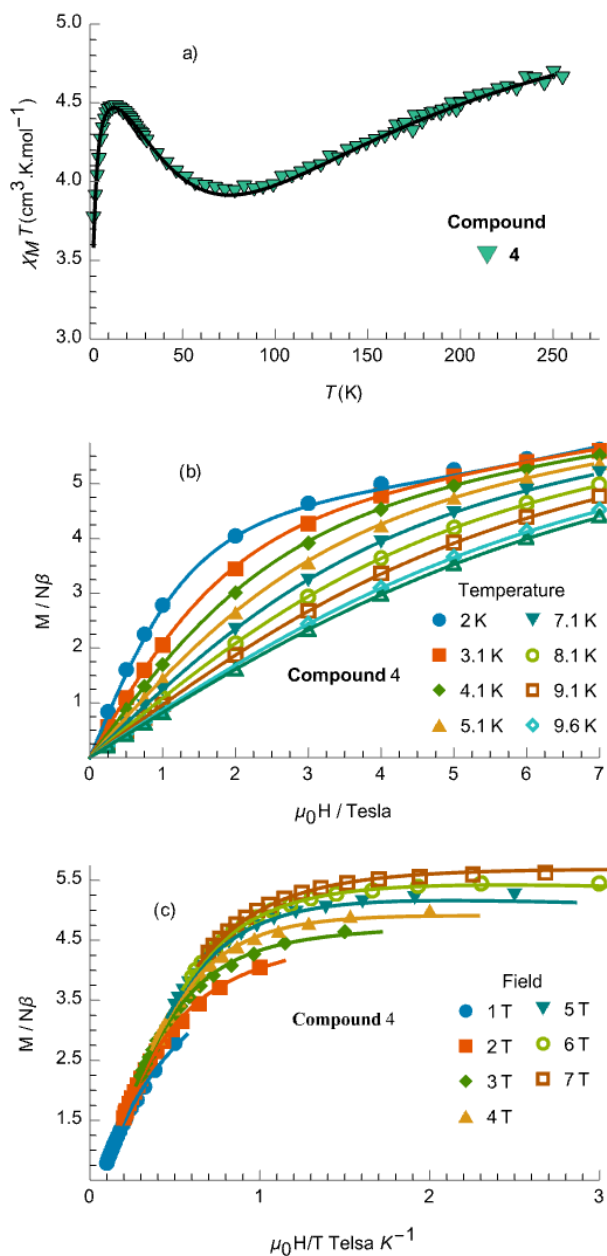 a)
5.0
4.5
4.0
3.5
3.0
χM T(cm³.K.mol⁻¹)
Compound
4
0 50 100 150 200 250
T(K)
(b)
5
4
3
2
1
M / Nβ
Temperature
2 K 7.1 K
3.1 K 8.1 K
4.1 K 9.1 K
5.1 K 9.6 K
Compound 4
0 1 2 3 4 5 6 7
μ0H / Tesla
(c)
5.5
4.5
3.5
2.5
1.5
M / Nβ
Field
1 T 5 T
2 T 6 T
3 T 7 T
4 T
Compound 4
0 1 2 3
μ0H/T Telsa K⁻¹